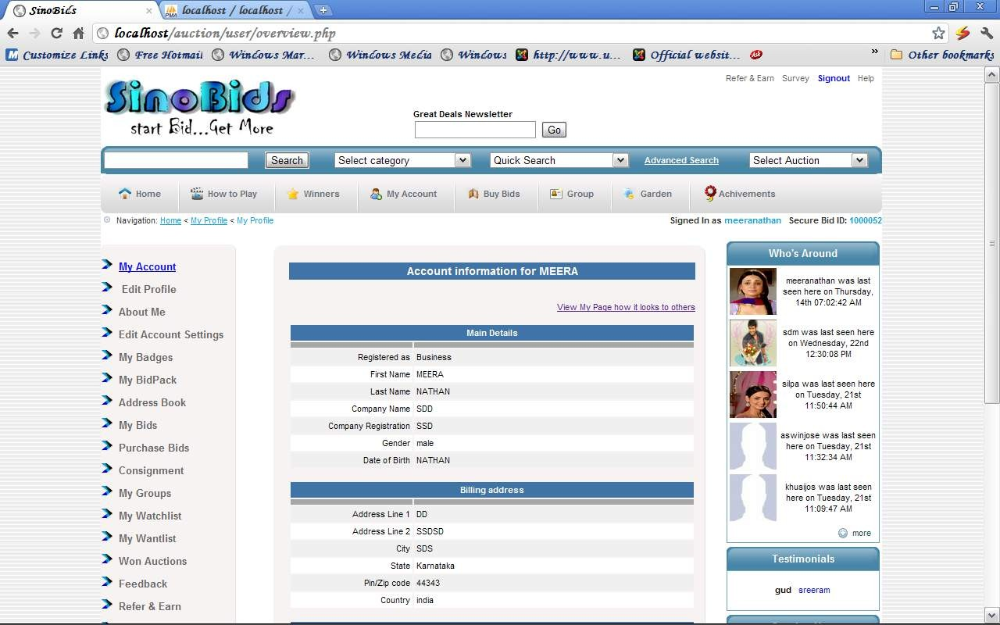 SinoBids
PMA localhost / localhost /
localhost/auction/user/overview.php
Customize Links Free Hotmail Windows Mar... Windows Media Windows http://www.u... Official websit... Ask » Other bookmarks
SinoBids
start Bid...Get More
Refer & Earn Survey Signout Help
Great Deals Newsletter
Go
Search Select category Quick Search Advanced Search Select Auction
Home How to Play Winners My Account Buy Bids Group Garden Achivements
Navigation: Home < My Profile < My Profile
Signed In as meeranathan Secure Bid ID: 1000052
My Account
Edit Profile
About Me
Edit Account Settings
My Badges
My BidPack
Address Book
My Bids
Purchase Bids
Consignment
My Groups
My Watchlist
My Wantlist
Won Auctions
Feedback
Refer & Earn
Account information for MEERA
View My Page how it looks to others
Main Details
Registered as Business
First Name MEERA
Last Name NATHAN
Company Name SDD
Company Registration SSD
Gender male
Date of Birth NATHAN
Billing address
Address Line 1 DD
Address Line 2 SSDSD
City SDS
State Karnataka
Pin/Zip code 44343
Country india
Who's Around
meeranathan was last
seen here on Thursday,
14th 07:02:42 AM
sdm was last seen here
on Wednesday, 22nd
12:30:08 PM
silpa was last seen here
on Tuesday, 21st
11:50:44 AM
aswinjose was last seen
here on Tuesday, 21st
11:32:34 AM
khusijos was last seen
here on Tuesday, 21st
11:09:47 AM
more
Testimonials
gud sreeram